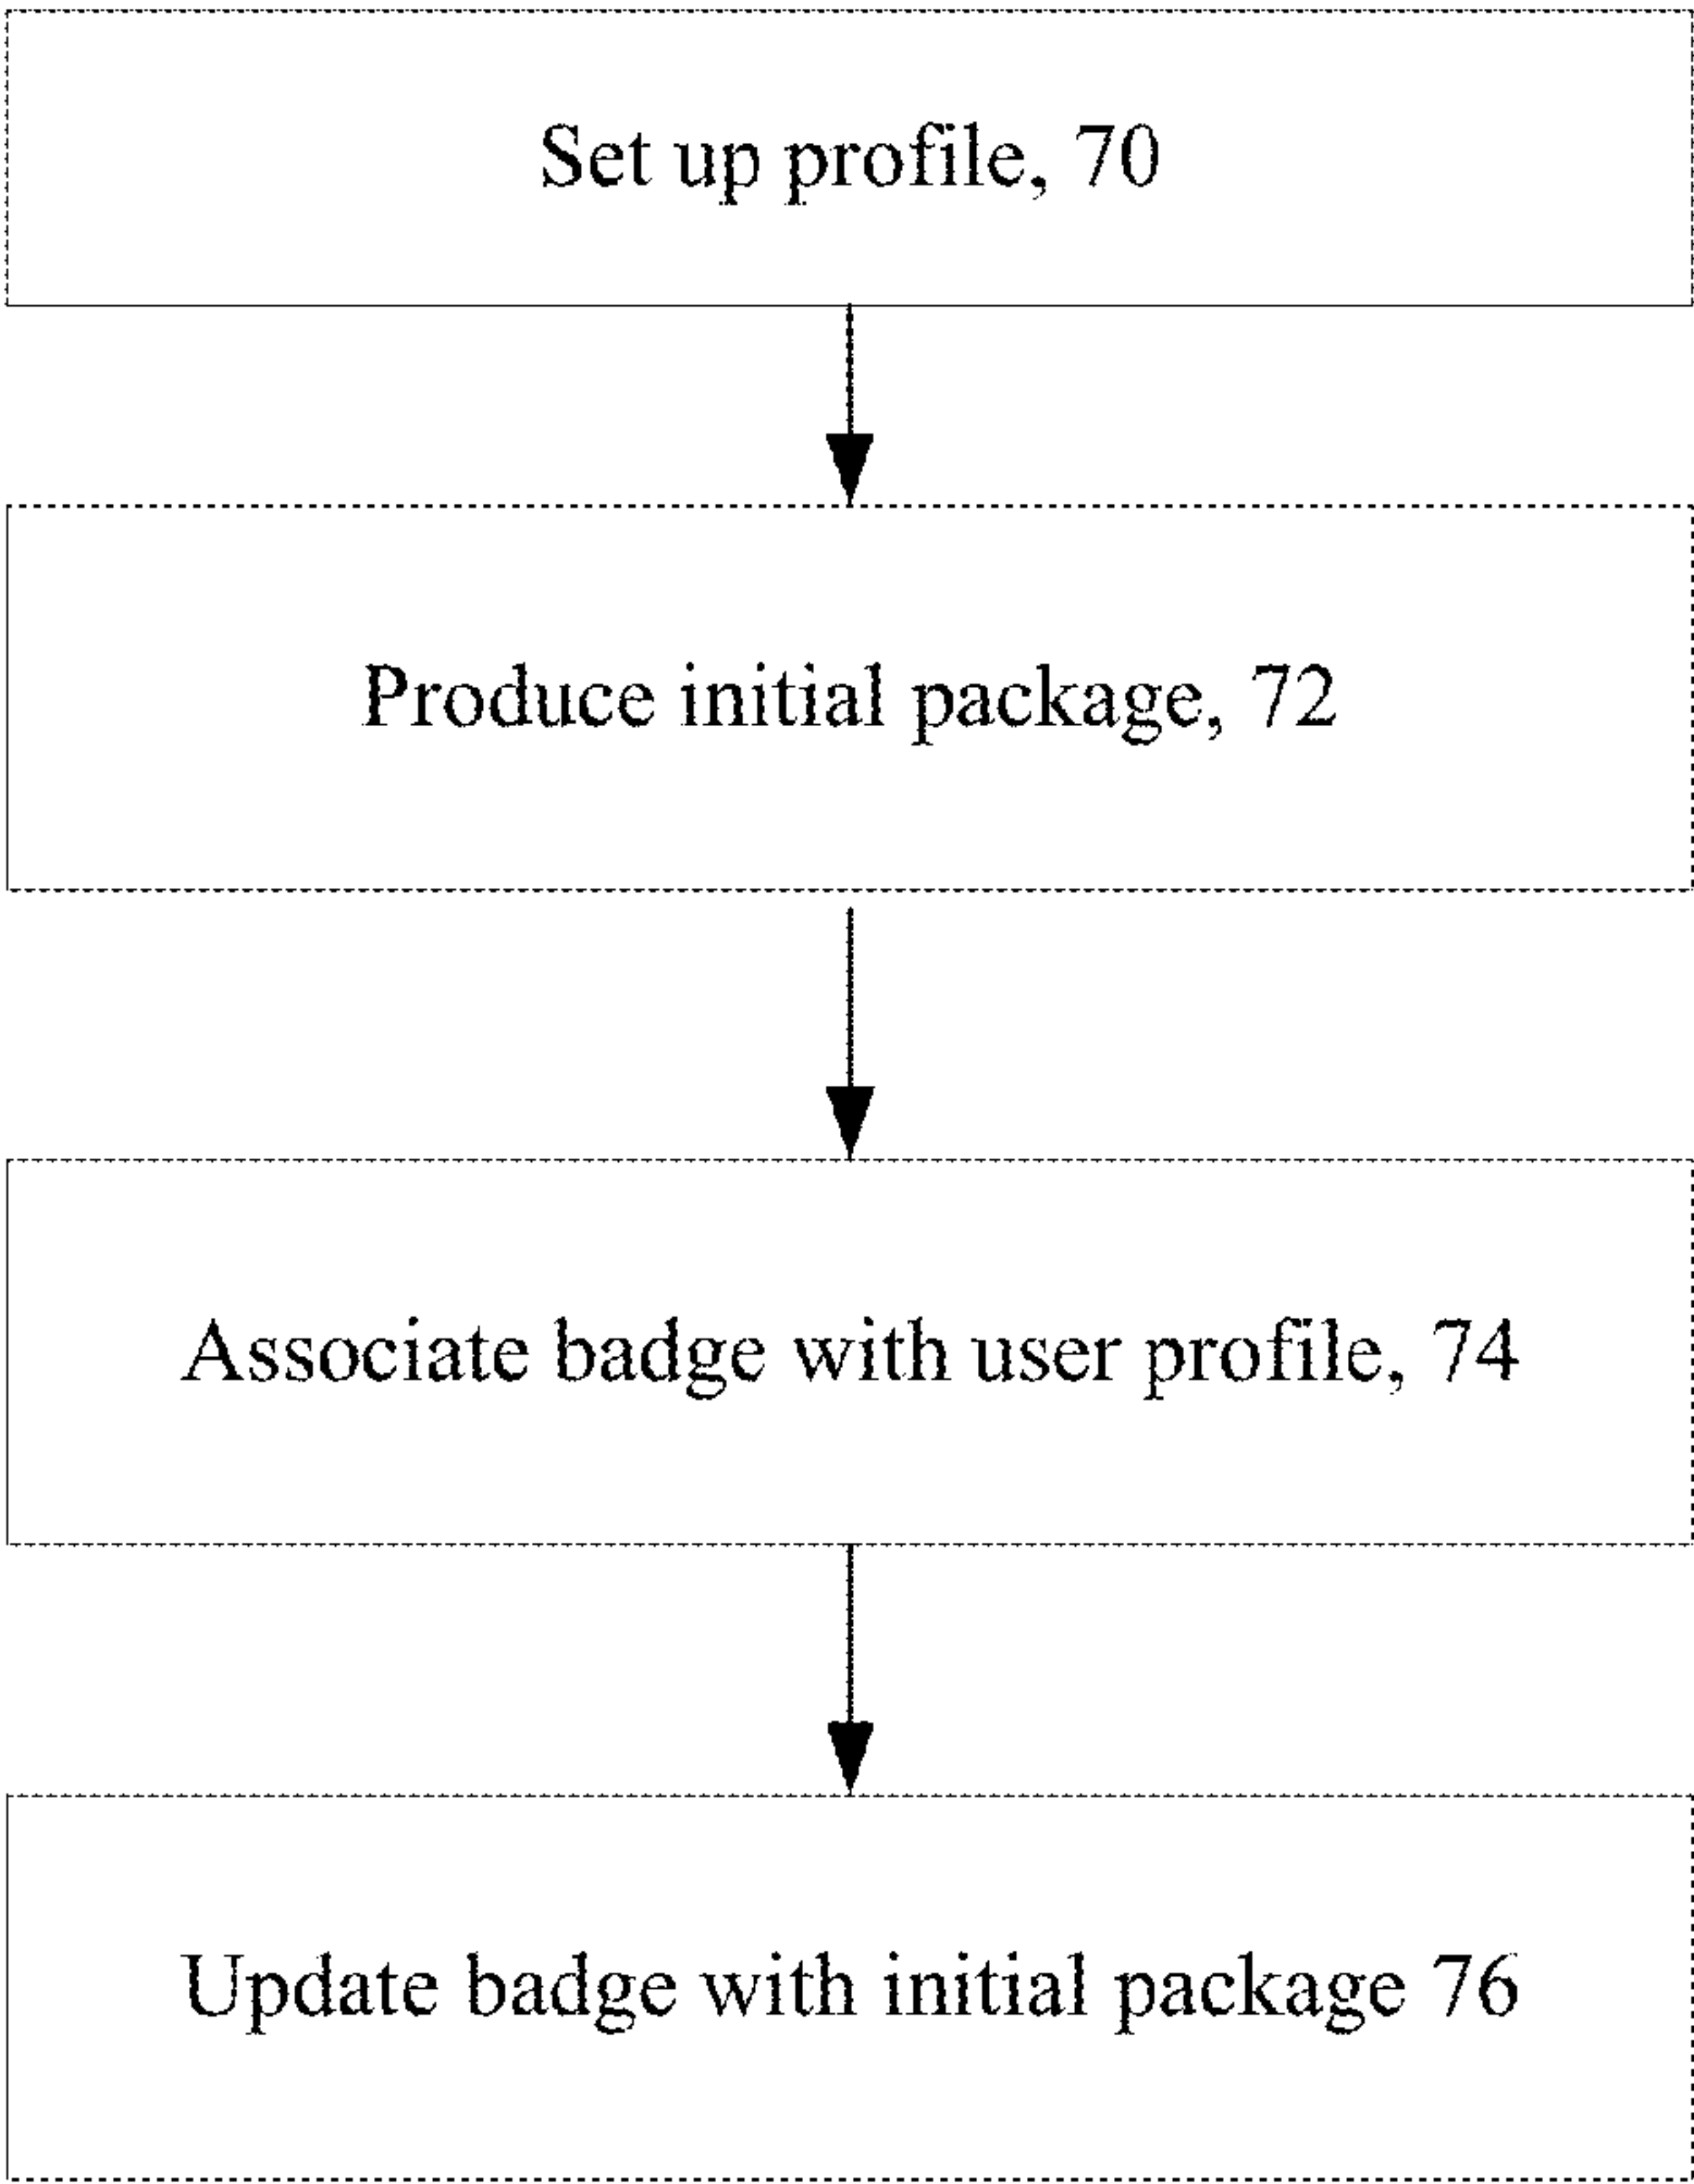 Set up profile, 70
Produce initial package, 72
Associate badge with user profile, 74
Update badge with initial package 76